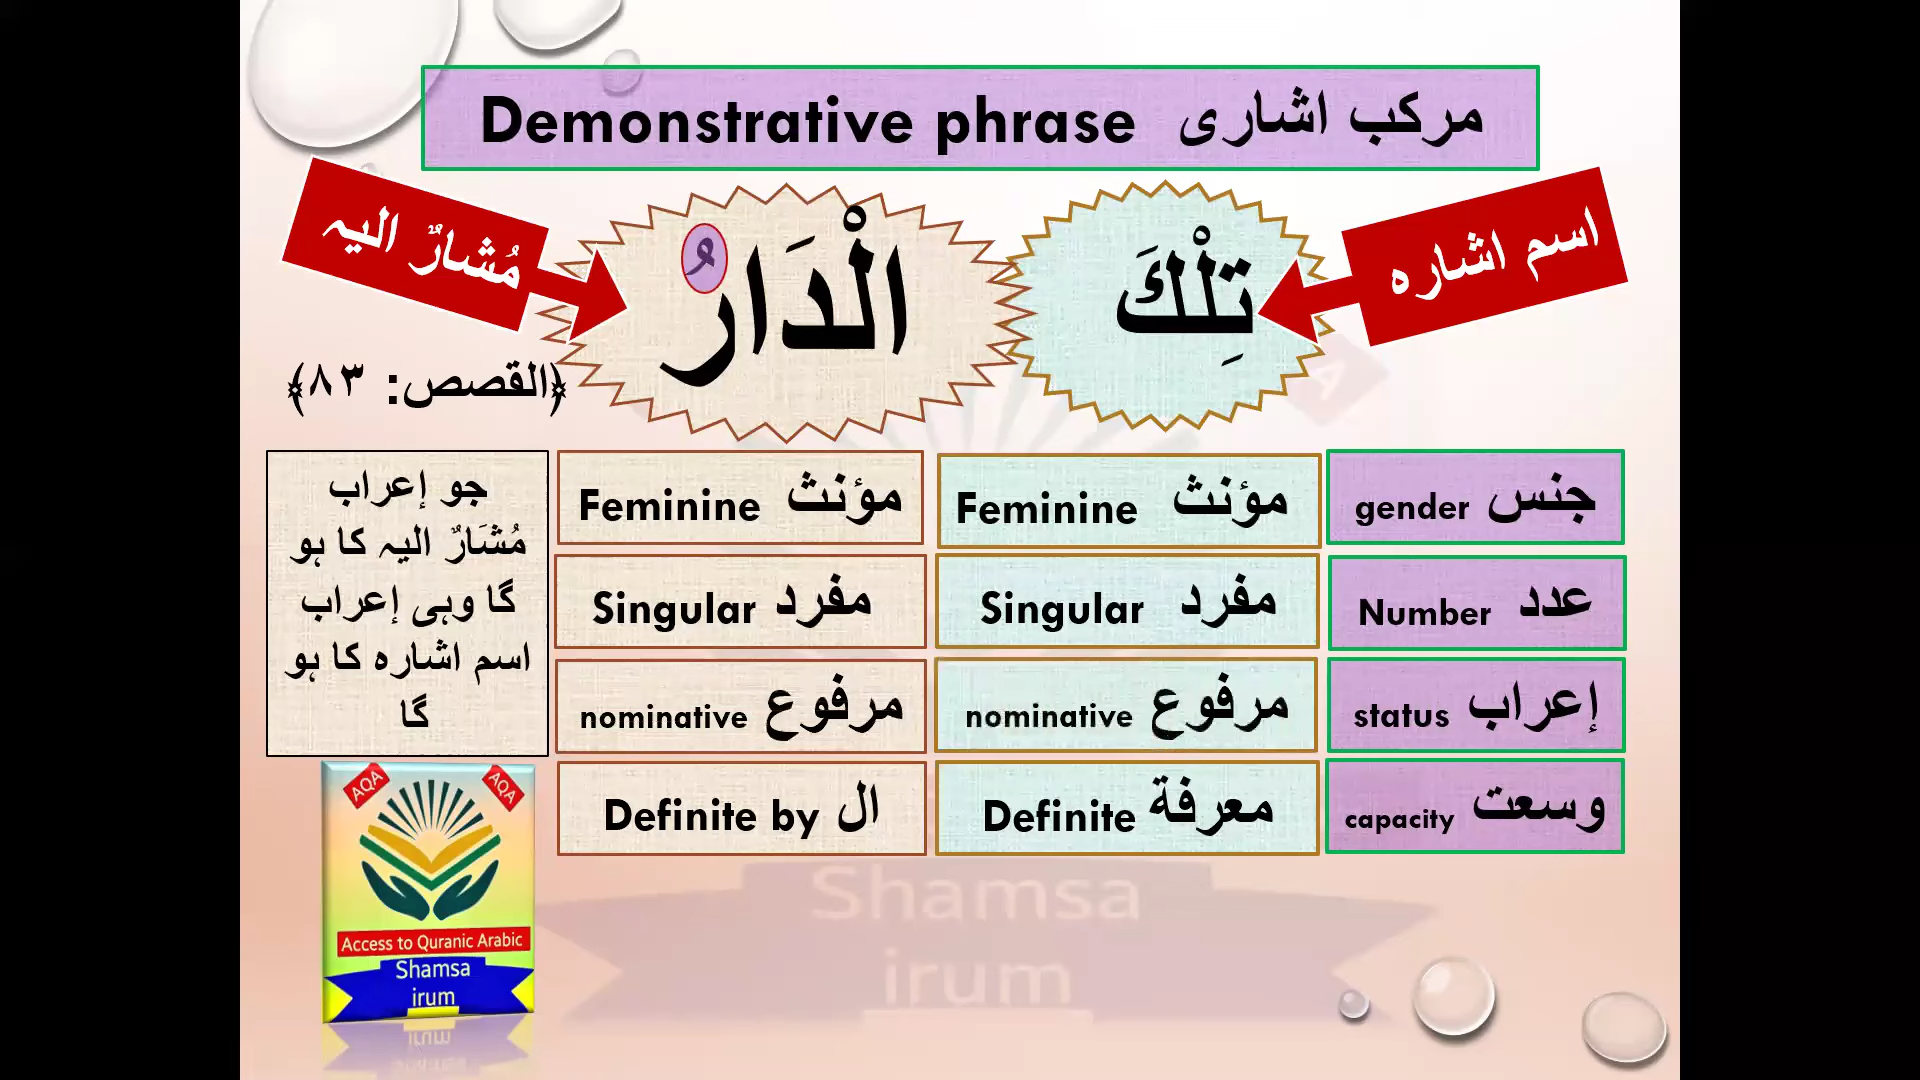 مرکب اشاری Demonstrative phrase
اسم اشارہ
تِلْكَ
الْدَارُ
مُشارٌ الیہ
﴿القصص: ۸۳﴾
جنس gender
مؤنث Feminine
مؤنث Feminine
عدد Number
مفرد Singular
مفرد Singular
إعراب status
مرفوع nominative
مرفوع nominative
وسعت capacity
معرفة Definite
Definite by ال
جو إعراب
مُشَارٌ الیہ کا ہو
گا وہی إعراب
اسم اشارہ کا ہو
گا
AQA
AQA
Access to Quranic Arabic
Shamsa
irum
Shamsa
irum